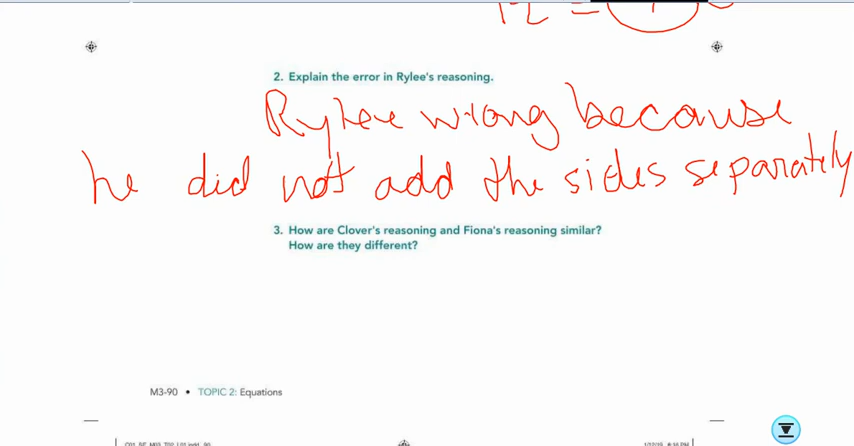 2. Explain the error in Rylee's reasoning.
Rylee wrong because
he did not add the sides separately
3. How are Clover's reasoning and Fiona's reasoning similar?
How are they different?
M3-90 • TOPIC 2: Equations